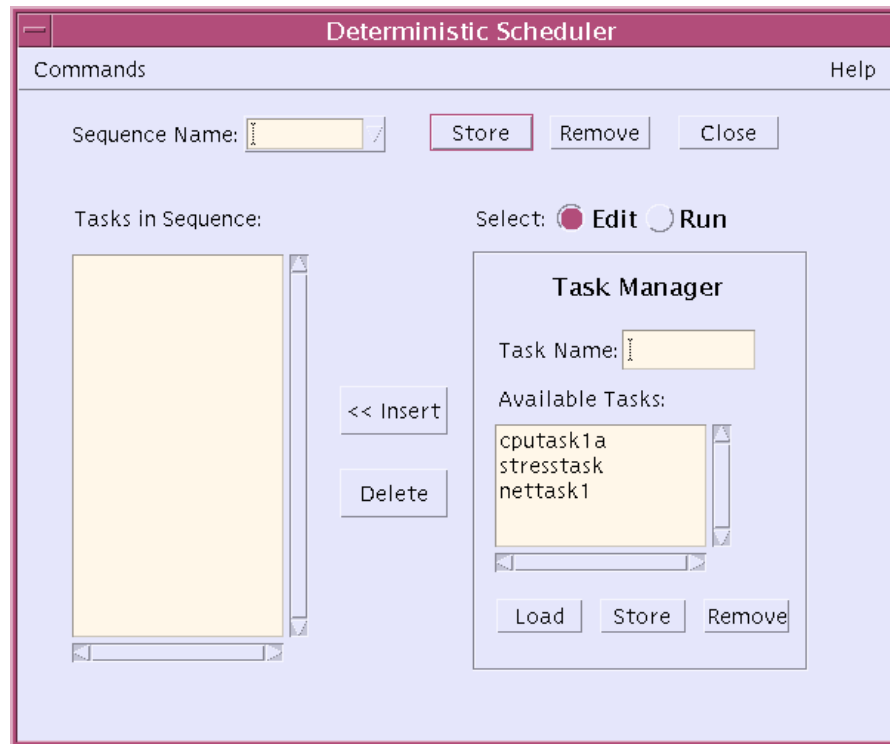 Deterministic Scheduler
Commands Help
Sequence Name: Store Remove Close
Tasks in Sequence: Select: Edit Run
Task Manager
Task Name:
<< Insert Available Tasks:
cputask1a
stresstask
Delete nettask1
Load Store Remove